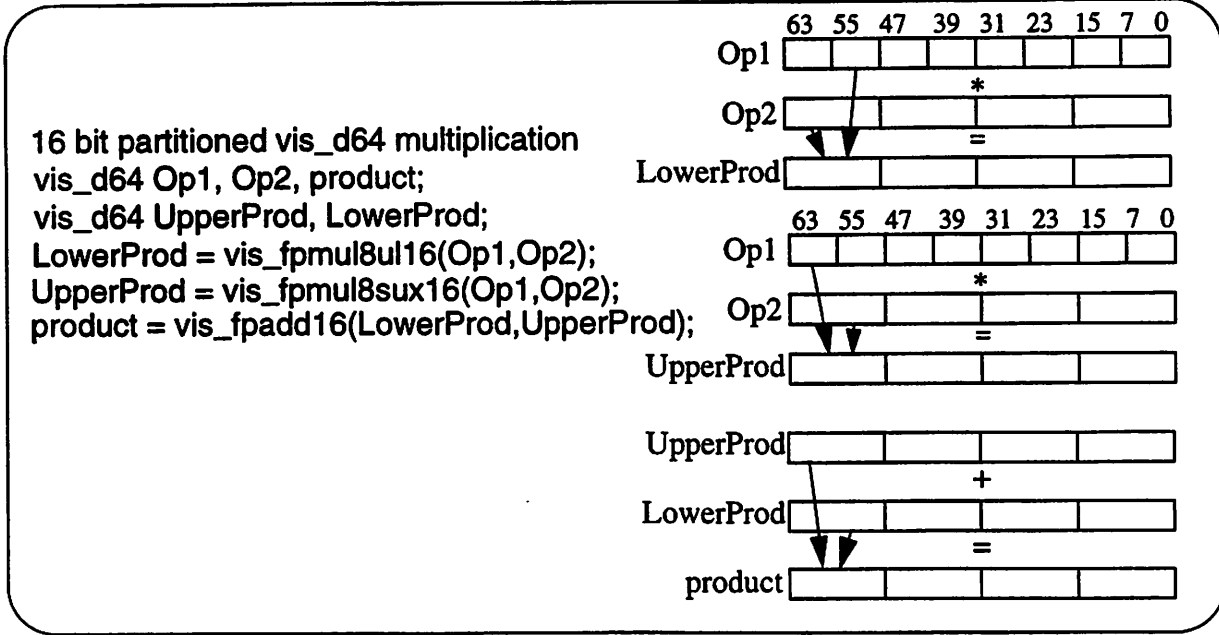 16 bit partitioned vis_d64 multiplication
vis_d64 Op1, Op2, product;
vis_d64 UpperProd, LowerProd;
LowerProd = vis_fpmul8ul16(Op1,Op2);
UpperProd = vis_fpmul8sux16(Op1,Op2);
product = vis_fpadd16(LowerProd,UpperProd);
63 55 47 39 31 23 15 7 0
Op1
*
Op2
=
LowerProd
63 55 47 39 31 23 15 7 0
Op1
*
Op2
=
UpperProd
UpperProd
+
LowerProd
=
product